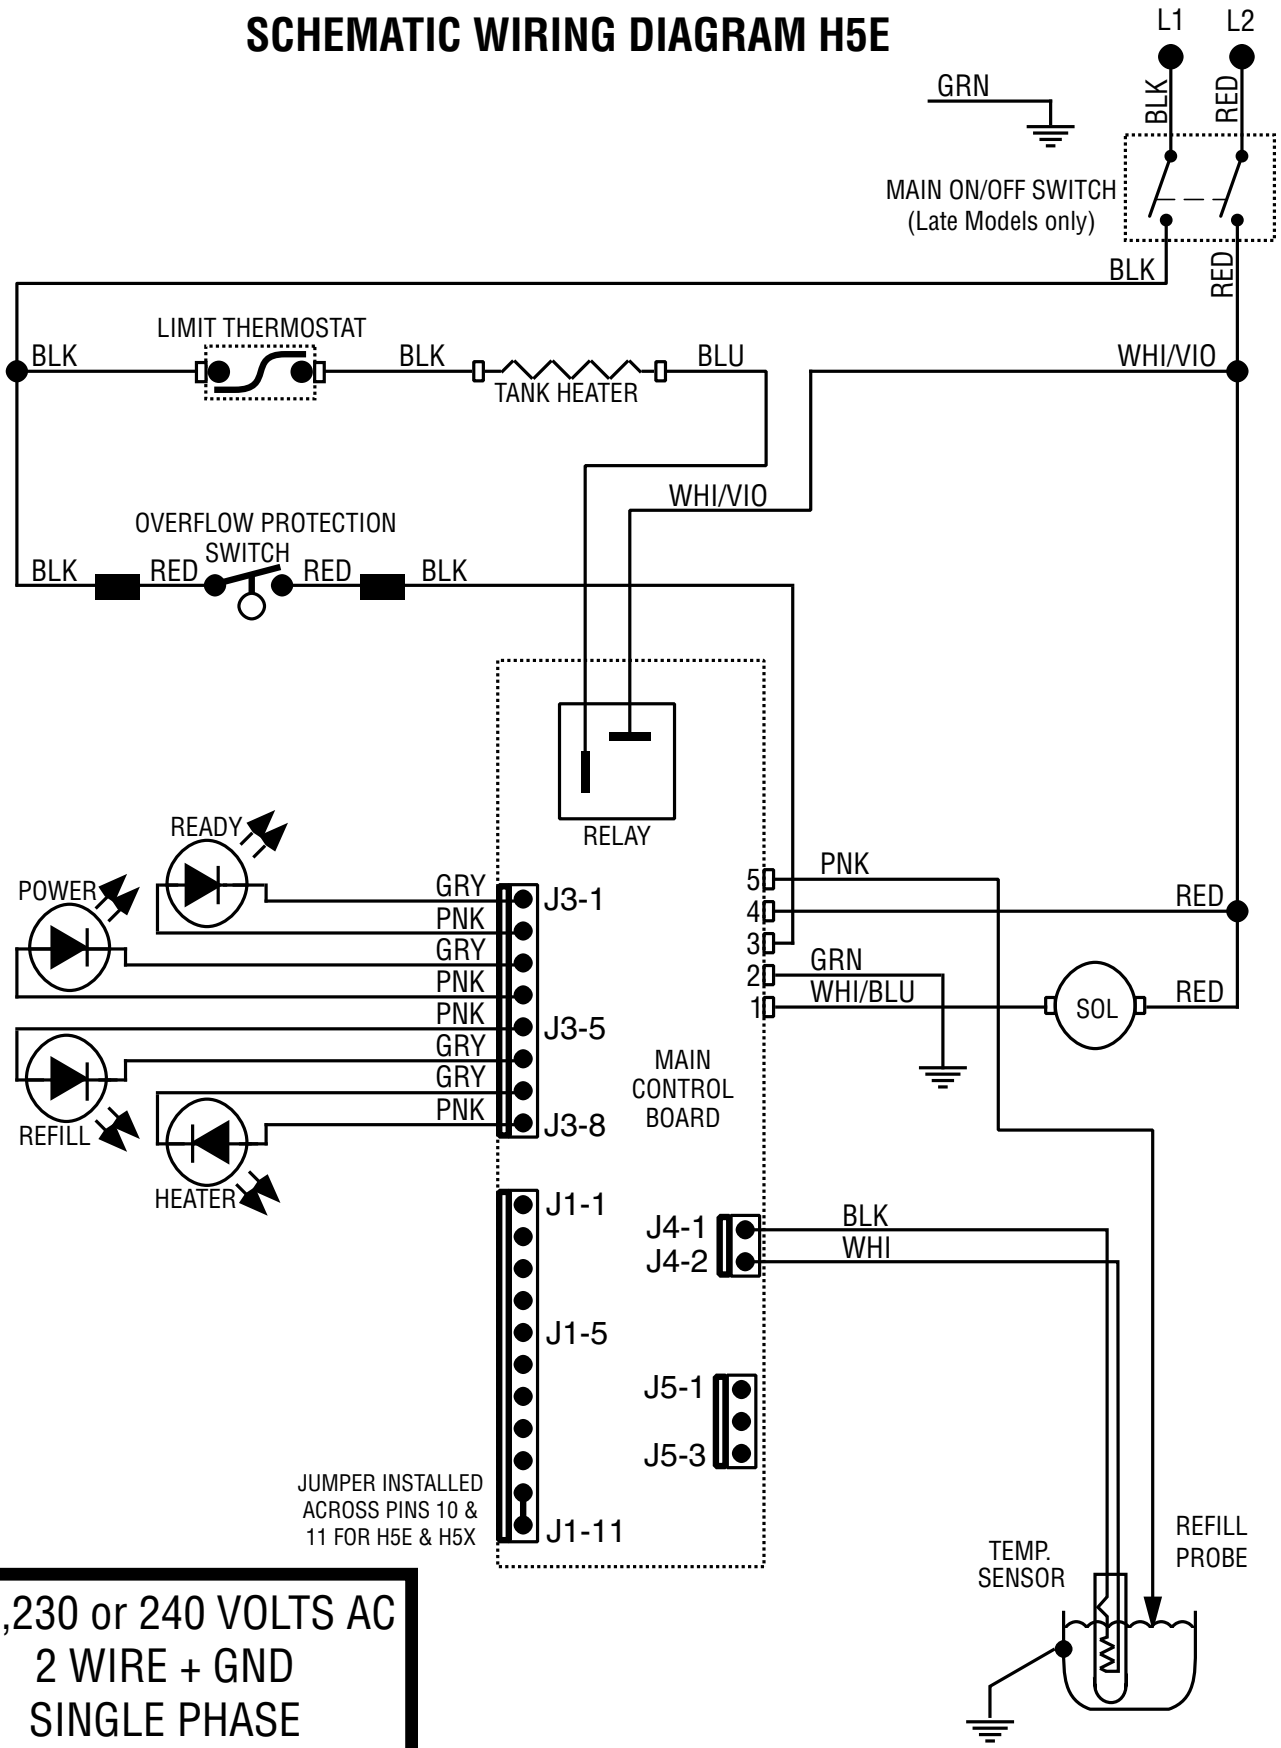 SCHEMATIC WIRING DIAGRAM H5E
L1
L2
GRN
BLK
RED
MAIN ON/OFF SWITCH
(Late Models only)
BLK
RED
LIMIT THERMOSTAT
BLK
BLK
BLU
WHI/VIO
TANK HEATER
WHI/VIO
OVERFLOW PROTECTION
SWITCH
BLK
RED
RED
BLK
RELAY
READY
POWER
GRY
J3-1
PNK
GRY
PNK
PNK
J3-5
GRY
GRY
PNK
J3-8
REFILL
HEATER
5
PNK
4
RED
3
2
GRN
1
WHI/BLU
SOL
RED
MAIN
CONTROL
BOARD
J1-1
J1-5
J1-11
J4-1
BLK
J4-2
WHI
J5-1
J5-3
JUMPER INSTALLED
ACROSS PINS 10 &
11 FOR H5E & H5X
TEMP.
SENSOR
REFILL
PROBE
,230 or 240 VOLTS AC
2 WIRE + GND
SINGLE PHASE